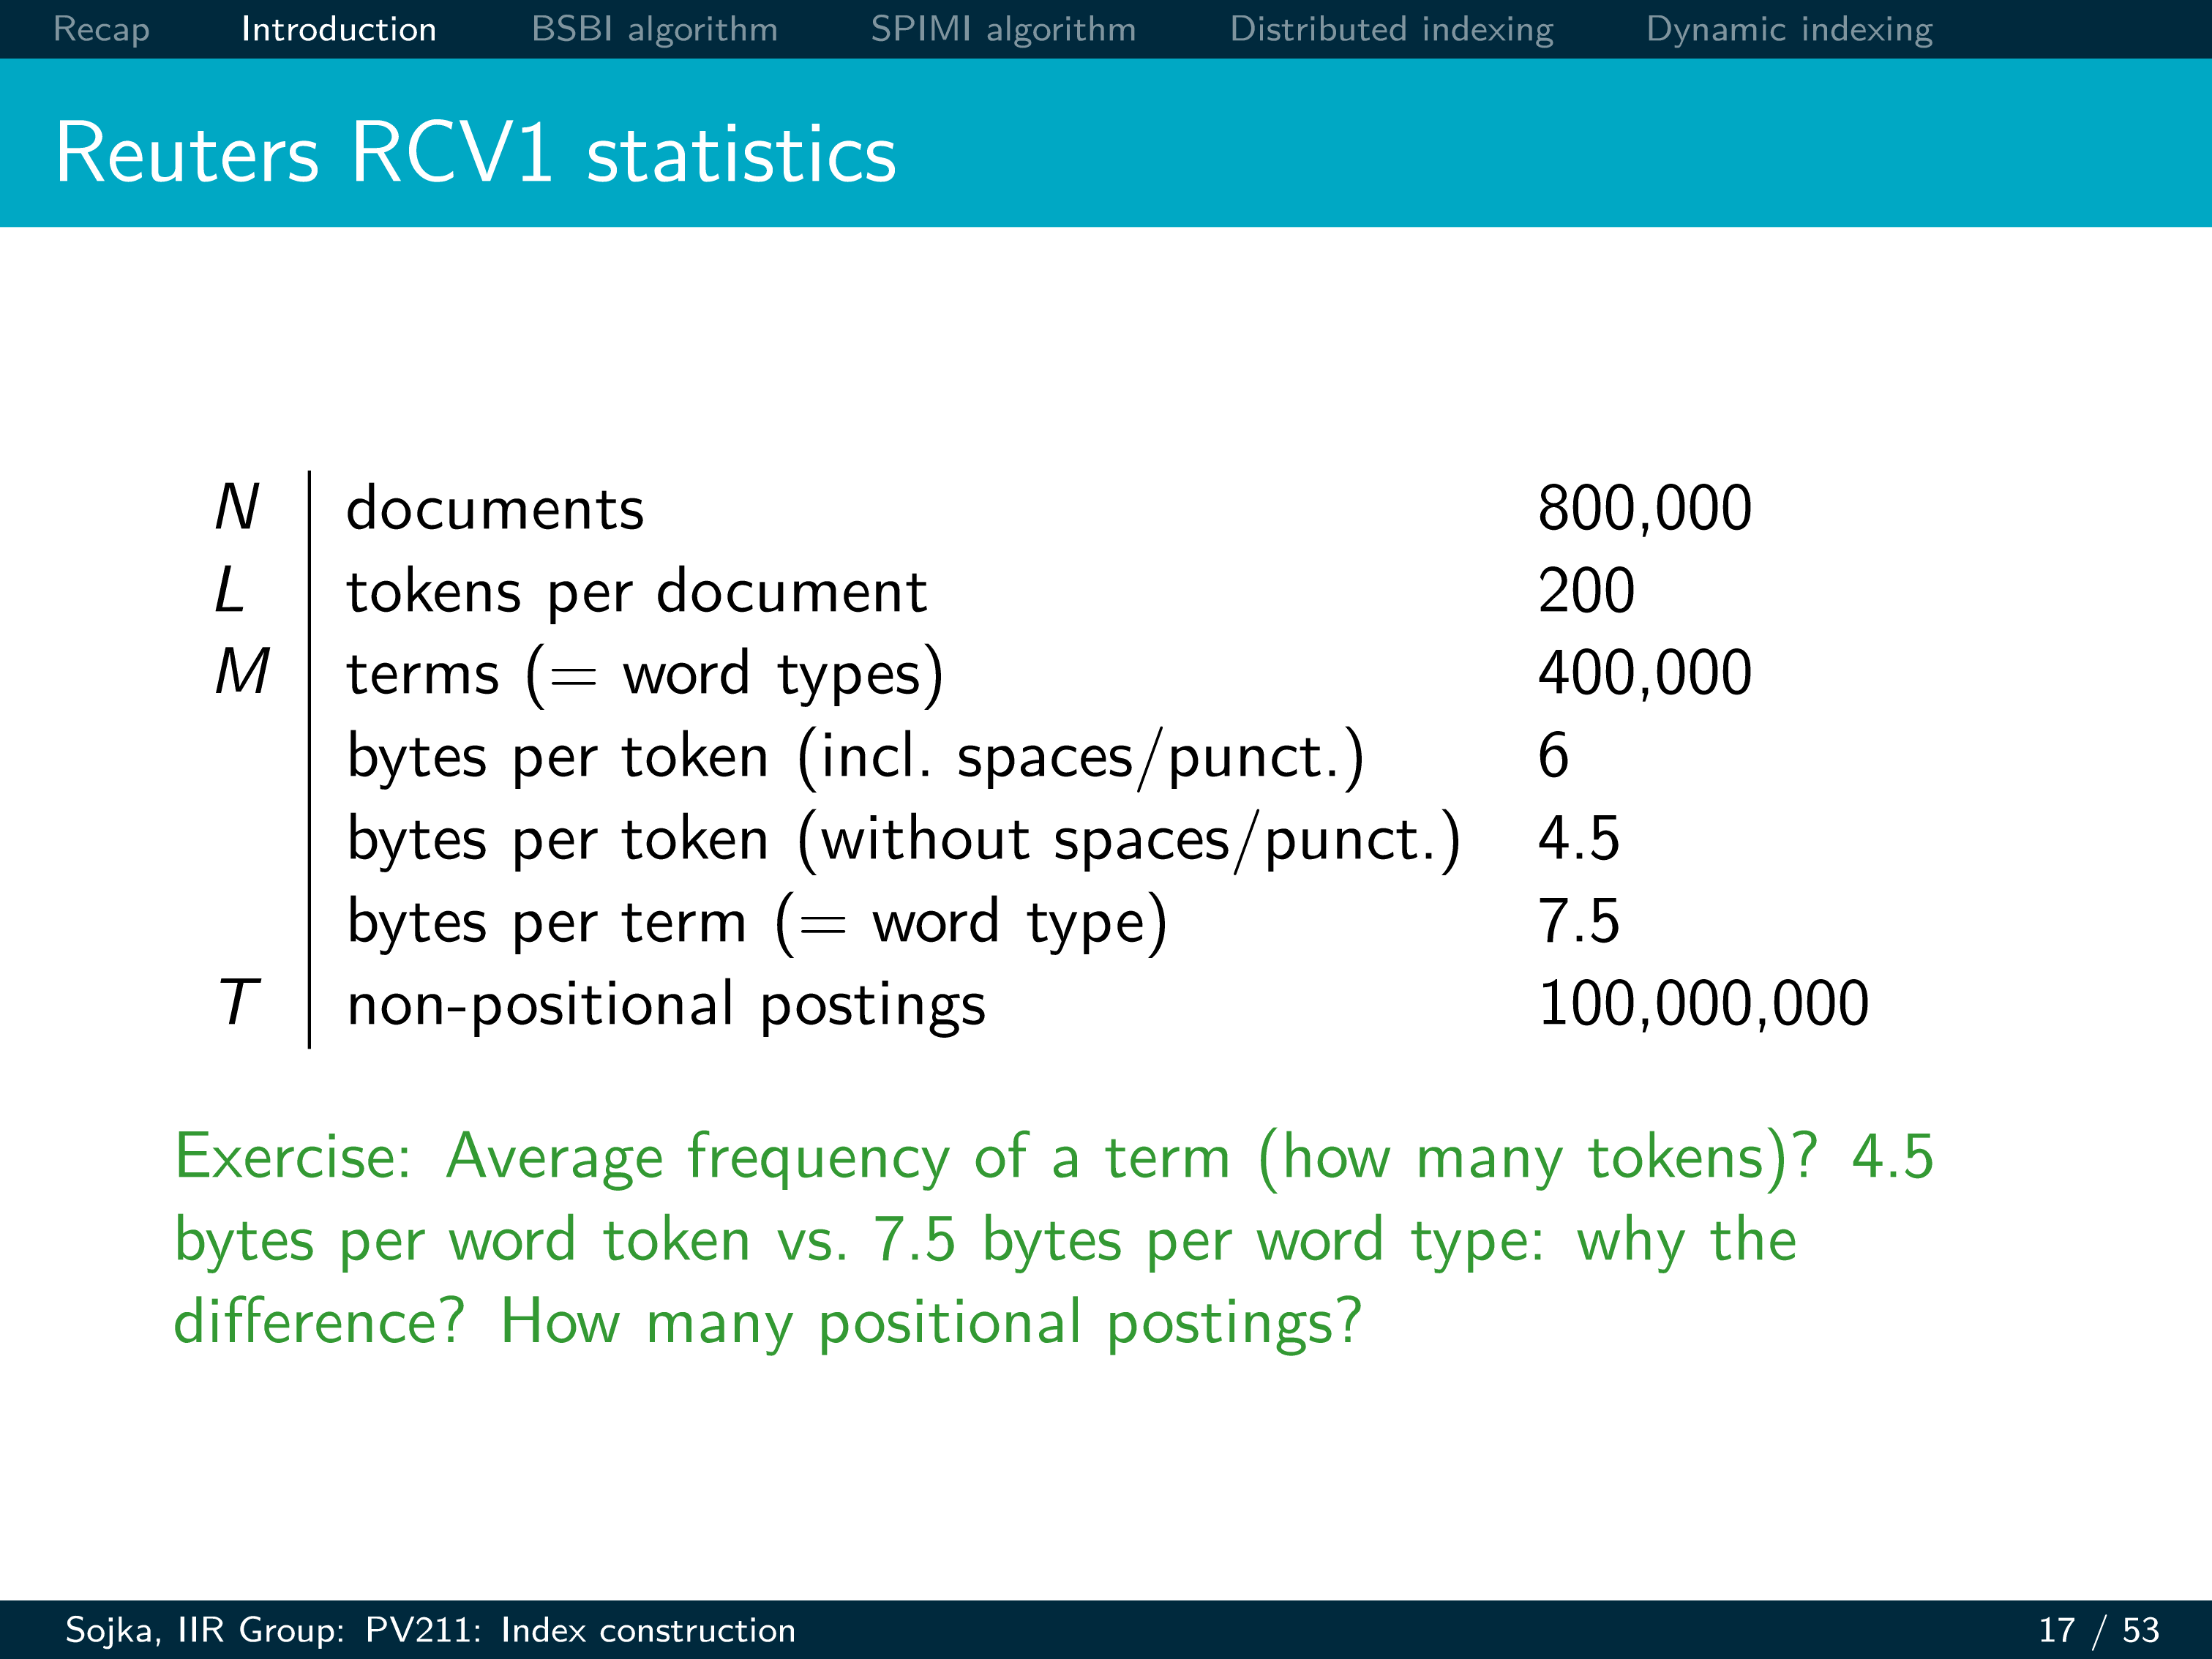 Recap Introduction BSBI algorithm SPIMI algorithm Distributed indexing Dynamic indexing
Reuters RCV1 statistics
N documents 800,000
L tokens per document 200
M terms (= word types) 400,000
bytes per token (incl. spaces/punct.) 6
bytes per token (without spaces/punct.) 4.5
bytes per term (= word type) 7.5
T non-positional postings 100,000,000
Exercise: Average frequency of a term (how many tokens)? 4.5
bytes per word token vs. 7.5 bytes per word type: why the
difference? How many positional postings?
Sojka, IIR Group: PV211: Index construction 17 / 53